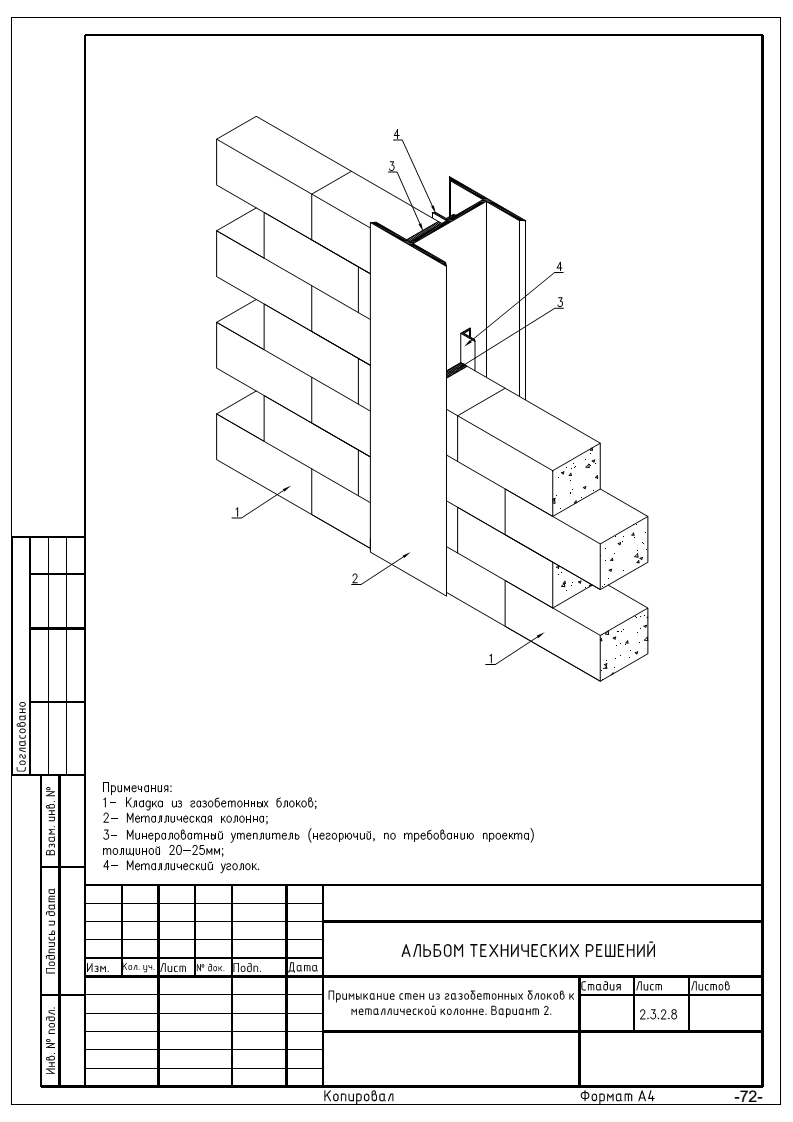 4
3
4
3
1
2
1
Согласовано
Взам. инв. №
Подпись и дата
Инв. № подл.
Примечания:
1— Кладка из газобетонных блоков;
2— Металлическая колонна;
3— Минераловатный утеплитель (негорючий, по требованию проекта)
толщиной 20—25мм;
4— Металлический уголок.
АЛЬБОМ ТЕХНИЧЕСКИХ РЕШЕНИЙ
Изм. Кол. уч. Лист № док. Подп. Дата
Примыкание стен из газобетонных блоков к
металлической колонне. Вариант 2.
Стадия Лист Листов
2.3.2.8
Копировал Формат А4 -72-